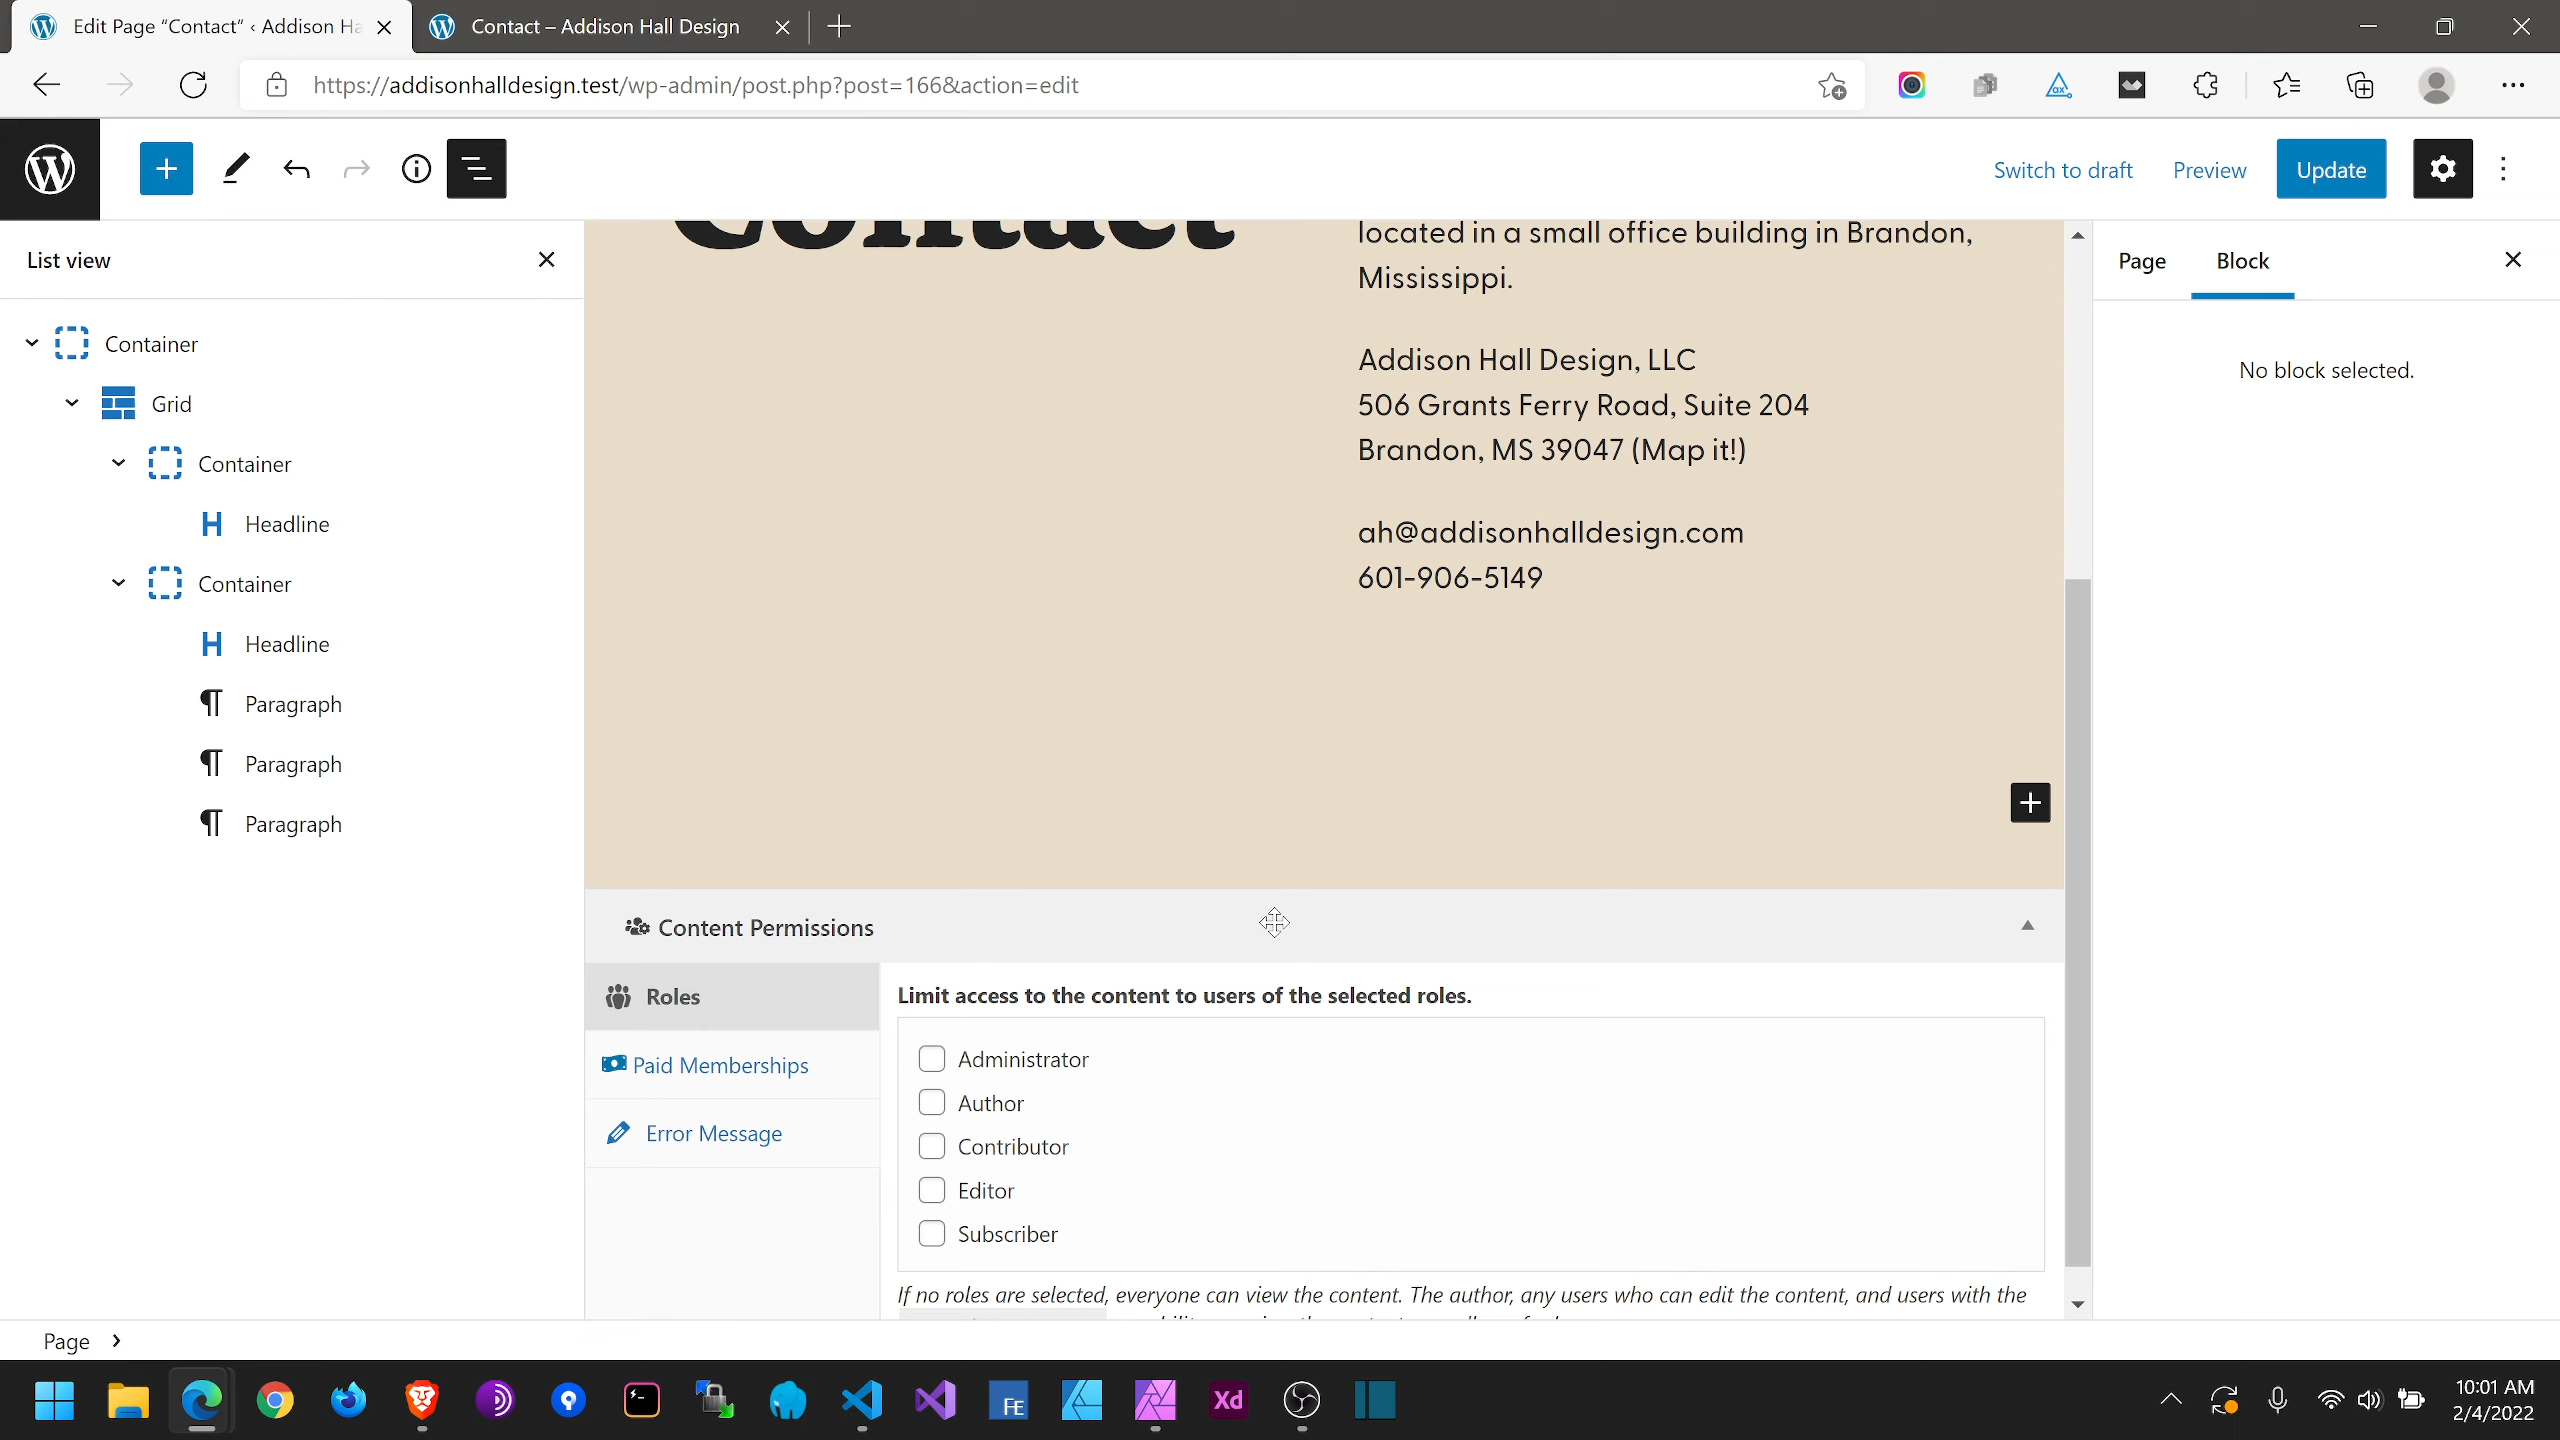 Edit Page “Contact” ‹ Addison Ha
Contact – Addison Hall Design
https://addisonhalldesign.test/wp-admin/post.php?post=166&action=edit
Switch to draft
Preview
Update
List view
Container
Grid
Container
Headline
Container
Headline
Paragraph
Paragraph
Paragraph
Contact
located in a small office building in Brandon,
Mississippi.
Addison Hall Design, LLC
506 Grants Ferry Road, Suite 204
Brandon, MS 39047 (Map it!)
ah@addisonhalldesign.com
601-906-5149
Page
Block
No block selected.
Content Permissions
Roles
Paid Memberships
Error Message
Limit access to the content to users of the selected roles.
Administrator
Author
Contributor
Editor
Subscriber
If no roles are selected, everyone can view the content. The author, any users who can edit the content, and users with the
Page
FE
Xd
10:01 AM
2/4/2022